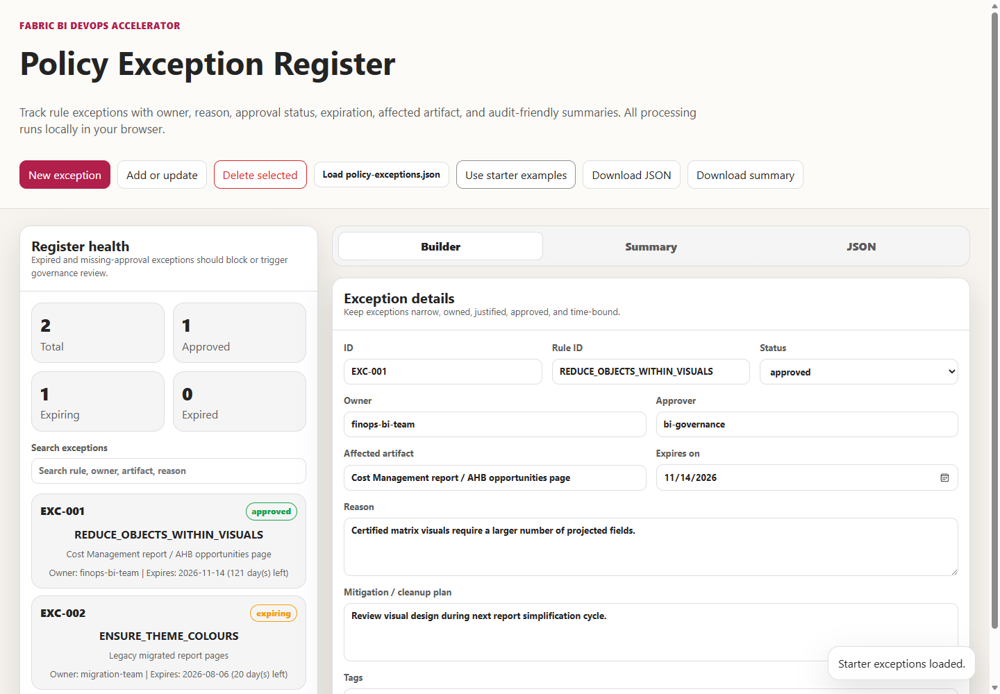 FABRIC BI DEVOPS ACCELERATOR
Policy Exception Register
Track rule exceptions with owner, reason, approval status, expiration, affected artifact, and audit-friendly summaries. All processing
runs locally in your browser.
New exception
Add or update
Delete selected
Load policy-exceptions.json
Use starter examples
Download JSON
Download summary
Register health
Expired and missing-approval exceptions should block or trigger
governance review.
2
Total
1
Approved
1
Expiring
0
Expired
Search exceptions
Search rule, owner, artifact, reason
EXC-001
approved
REDUCE_OBJECTS_WITHIN_VISUALS
Cost Management report / AHB opportunities page
Owner: finops-bi-team | Expires: 2026-11-14 (121 day(s) left)
EXC-002
expiring
ENSURE_THEME_COLOURS
Legacy migrated report pages
Owner: migration-team | Expires: 2026-08-06 (20 day(s) left)
Builder
Summary
JSON
Exception details
Keep exceptions narrow, owned, justified, approved, and time-bound.
ID
Rule ID
Status
EXC-001
REDUCE_OBJECTS_WITHIN_VISUALS
approved
Owner
Approver
finops-bi-team
bi-governance
Affected artifact
Expires on
Cost Management report / AHB opportunities page
11/14/2026
Reason
Certified matrix visuals require a larger number of projected fields.
Mitigation / cleanup plan
Review visual design during next report simplification cycle.
Tags
Starter exceptions loaded.